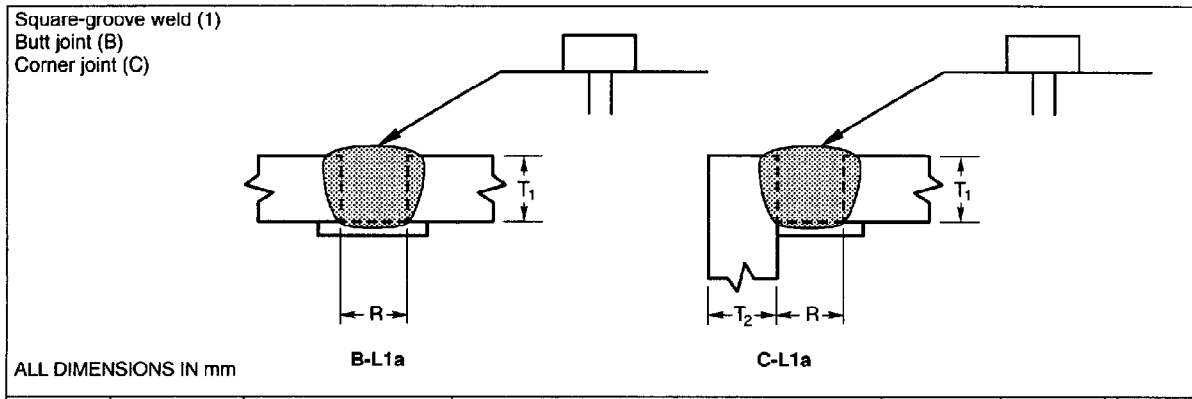 Square-groove weld (1)
Butt joint (B)
Corner joint (C)
T₁
T₁
R
T₂ R
B-L1a C-L1a
ALL DIMENSIONS IN mm